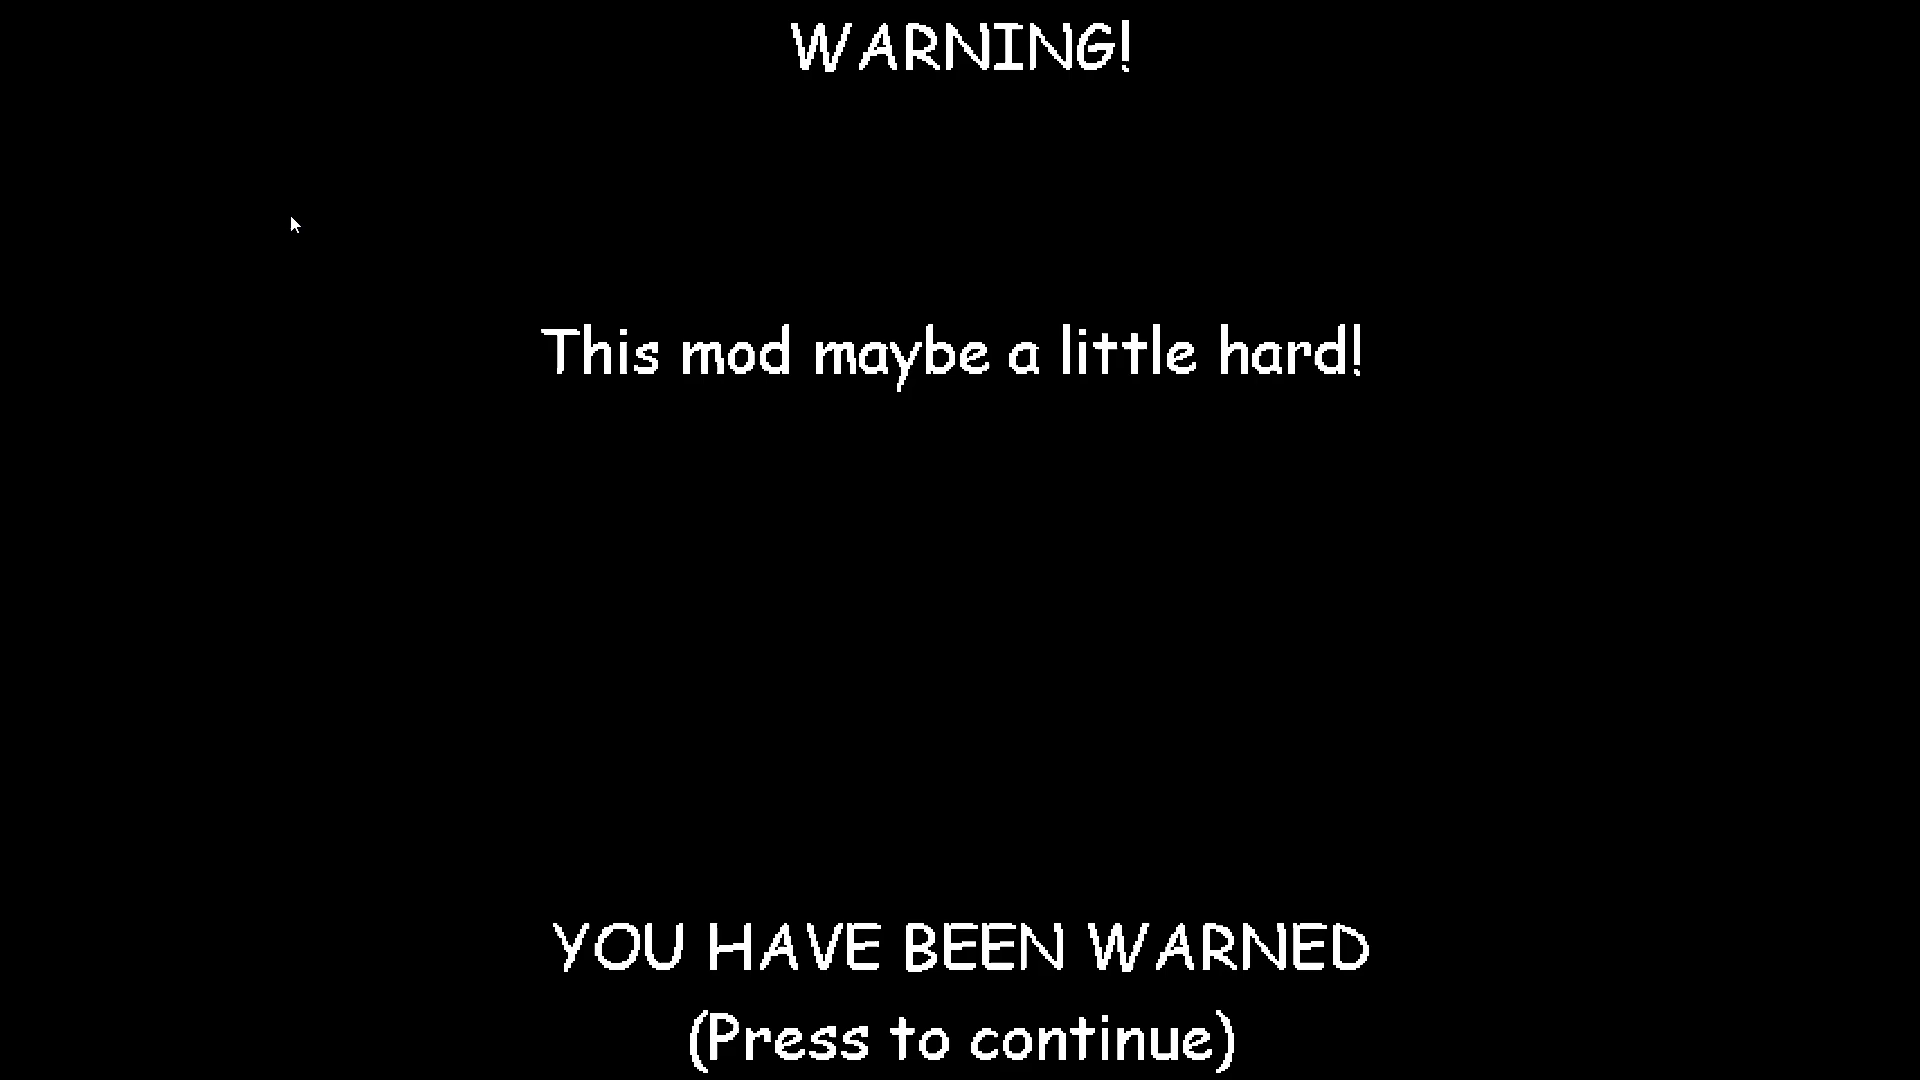 WARNING!
This mod maybe a little hard!
YOU HAVE BEEN WARNED
(Press to continue)